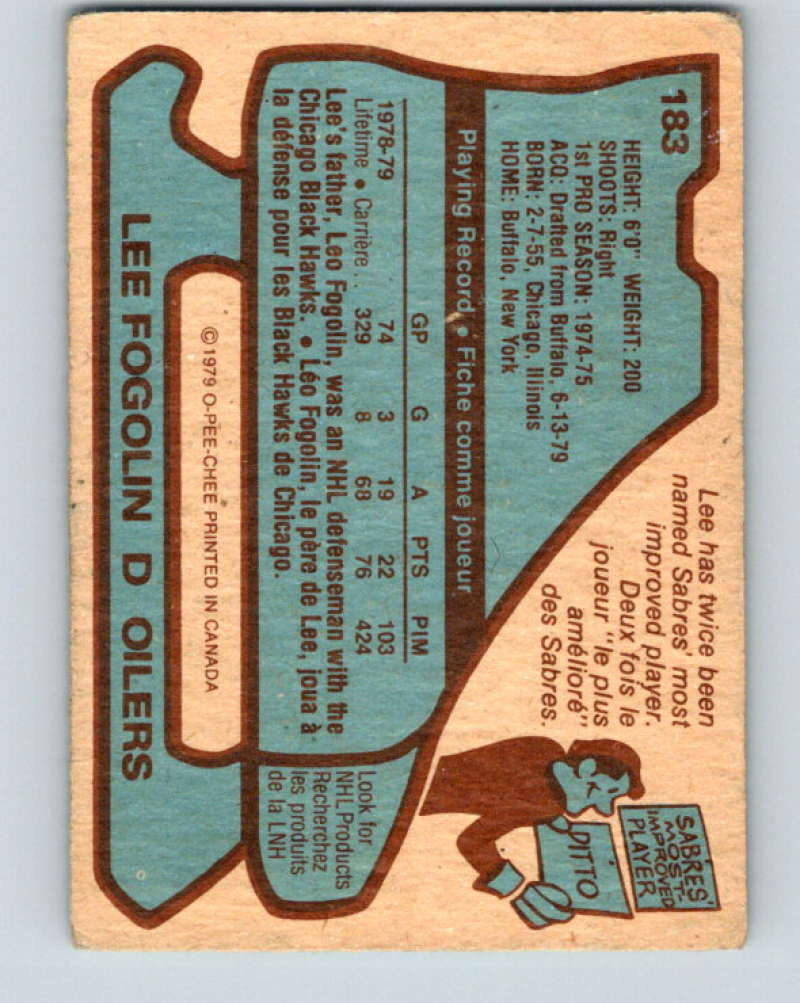 183
HEIGHT: 6'0" WEIGHT: 200
SHOOTS: Right
1st PRO SEASON: 1974-75
ACQ: Drafted from Buffalo, 6-13-79
BORN: 2-7-55, Chicago, Illinois
HOME: Buffalo, New York
Lee has twice been
named Sabres' most
improved player.
Deux fois le
joueur "le plus
amélioré"
des Sabres.
SABRES'
MOST-
IMPROVED
PLAYER
DITTO
Playing Record • Fiche comme joueur
GP G A PTS PIM
1978-79 74 3 19 22 103
Lifetime • Carrière . . 329 8 68 76 424
Lee's father, Leo Fogolin, was an NHL defenseman with the
Chicago Black Hawks. • Léo Fogolin, le père de Lee, joua à
la défense pour les Black Hawks de Chicago.
Look for
NHL Products
Recherchez
les produits
de la LNH
© 1979 O-PEE-CHEE PRINTED IN CANADA
LEE FOGOLIN D OILERS